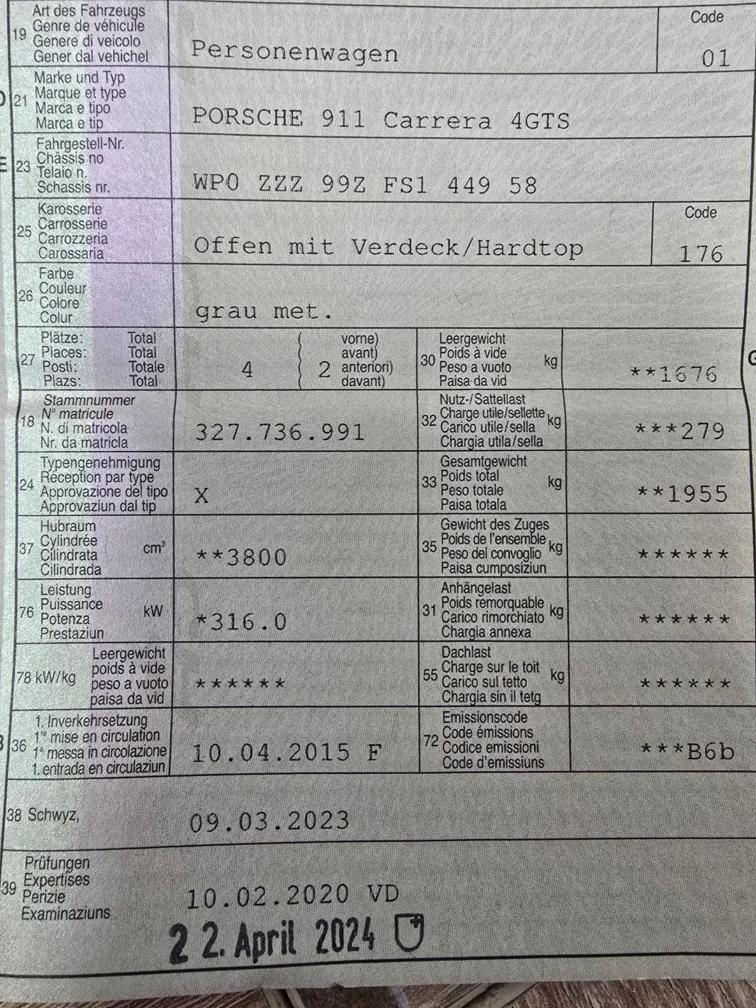 Art des Fahrzeugs
Genre de véhicule
Genere di veicolo
Gener dal vehichel
19
Personenwagen
Code
01
Marke und Typ
Marque et type
Marca e tipo
Marca e tip
D
21
PORSCHE 911 Carrera 4GTS
Fahrgestell-Nr.
Châssis no
Telaio n.
Schassis nr.
E
23
WP0 ZZZ 99Z FS1 449 58
Karosserie
Carrosserie
Carrozzeria
Carossaria
25
Offen mit Verdeck/Hardtop
Code
176
Farbe
Couleur
Colore
Colur
26
grau met.
Plätze: Total
Places: Total
Posti: Totale
Plazs: Total
27
4
2
vorne)
avant)
anteriori)
davant)
Leergewicht
Poids à vide
Peso a vuoto
Paisa da vid
30
kg
**1676
G
Stammnummer
N° matricule
N. di matricola
Nr. da matricla
18
327.736.991
Nutz-/Sattellast
Charge utile/sellette
Carico utile/sella
Chargia utila/sella
32
kg
***279
Typengenehmigung
Réception par type
Approvazione del tipo
Approvaziun dal tip
24
X
Gesamtgewicht
Poids total
Peso totale
Paisa totala
33
kg
**1955
Hubraum
Cylindrée
Cilindrata
Cilindrada
37
cm³
**3800
Gewicht des Zuges
Poids de l'ensemble
Peso del convoglio
Paisa cumposiziun
35
kg
******
Leistung
Puissance
Potenza
Prestaziun
76
kW
*316.0
Anhängelast
Poids remorquable
Carico rimorchiato
Chargia annexa
31
kg
******
Leergewicht
poids à vide
peso a vuoto
paisa da vid
78 kW/kg
******
Dachlast
Charge sur le toit
Carico sul tetto
Chargia sin il tetg
55
kg
******
1. Inverkehrsetzung
1re mise en circulation
1a messa in circolazione
1. entrada en circulaziun
36
10.04.2015 F
Emissionscode
Code émissions
Codice emissioni
Code d'emissiuns
72
***B6b
38 Schwyz,
09.03.2023
Prüfungen
Expertises
Perizie
Examinaziuns
39
10.02.2020 VD
22. April 2024